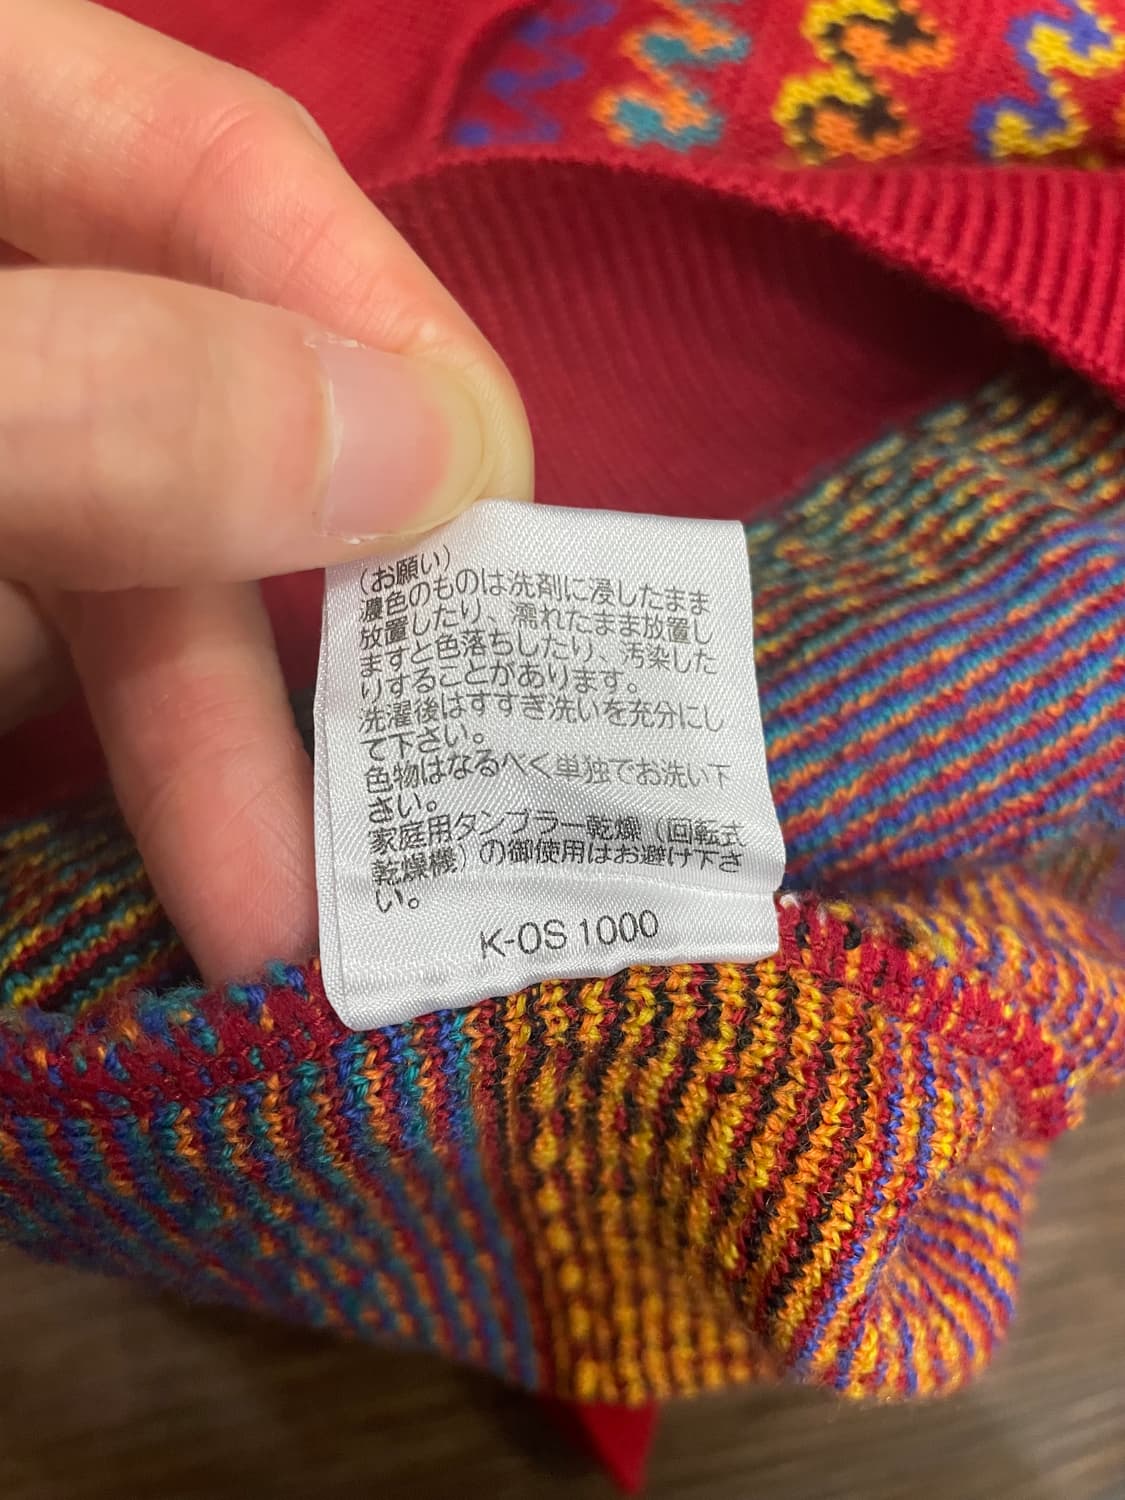 (お願い)
濃色のものは洗剤に浸したまま
放置したり、濡れたまま放置し
ますと色落ちしたり、汚染した
りすることがあります。
洗濯後はすすぎ洗いを充分にし
て下さい。
色物はなるべく単独でお洗い下
さい。
家庭用タンブラー乾燥(回転式
乾燥機)の御使用はお避け下さ
い。
K-OS 1000